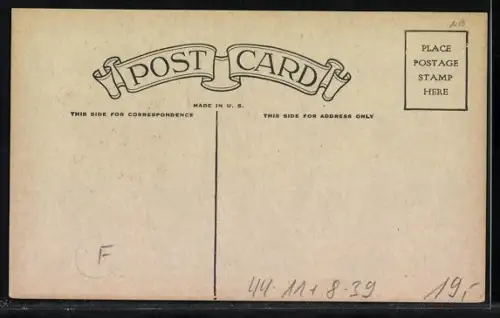 POST CARD
PLACE
POSTAGE
STAMP
HERE
MADE IN U. S.
THIS SIDE FOR CORRESPONDENCE
THIS SIDE FOR ADDRESS ONLY
F
44-11+8-39
19,-